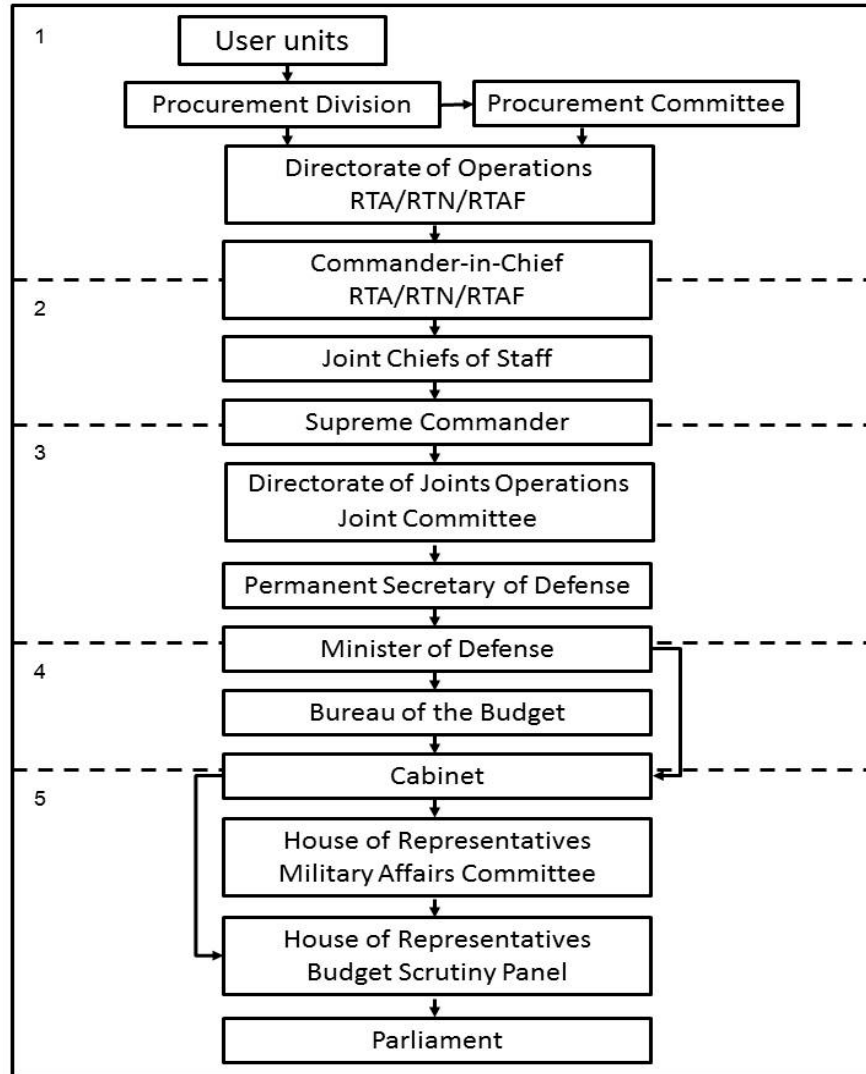 1
User units
Procurement Division
Procurement Committee
Directorate of Operations
RTA/RTN/RTAF
Commander-in-Chief
RTA/RTN/RTAF
2
Joint Chiefs of Staff
Supreme Commander
3
Directorate of Joints Operations
Joint Committee
Permanent Secretary of Defense
Minister of Defense
4
Bureau of the Budget
Cabinet
5
House of Representatives
Military Affairs Committee
House of Representatives
Budget Scrutiny Panel
Parliament